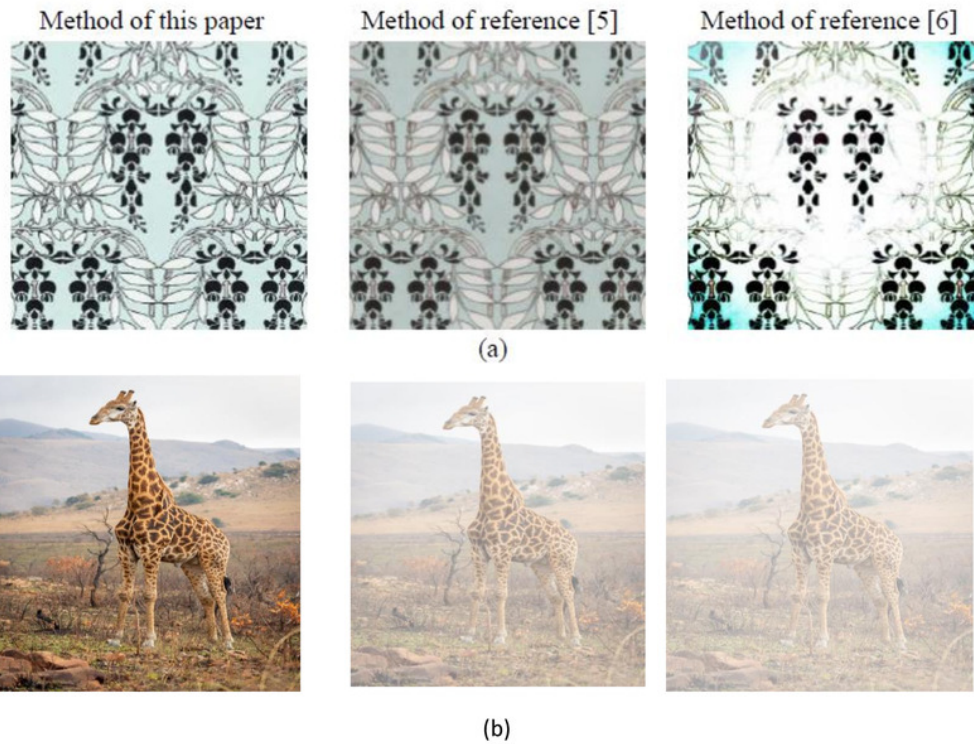 Method of this paper
Method of reference [5]
Method of reference [6]
(a)
(b)